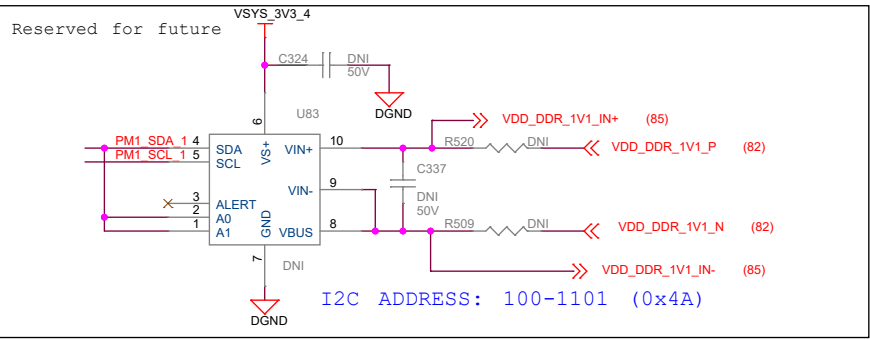 VSYS_3V3_4
Reserved for future
C324
DNI
50V
DGND
U83
6
VDD_DDR_1V1_IN+ (85)
PM1_SDA_1 4 SDA VS+ VIN+ 10 R520 DNI VDD_DDR_1V1_P (82)
PM1_SCL_1 5 SCL
C337
9 VIN-
DNI
50V
3 ALERT
2 A0
1 A1 GND VBUS 8 R509 DNI VDD_DDR_1V1_N (82)
7
DNI
VDD_DDR_1V1_IN- (85)
I2C ADDRESS: 100-1101 (0x4A)
DGND